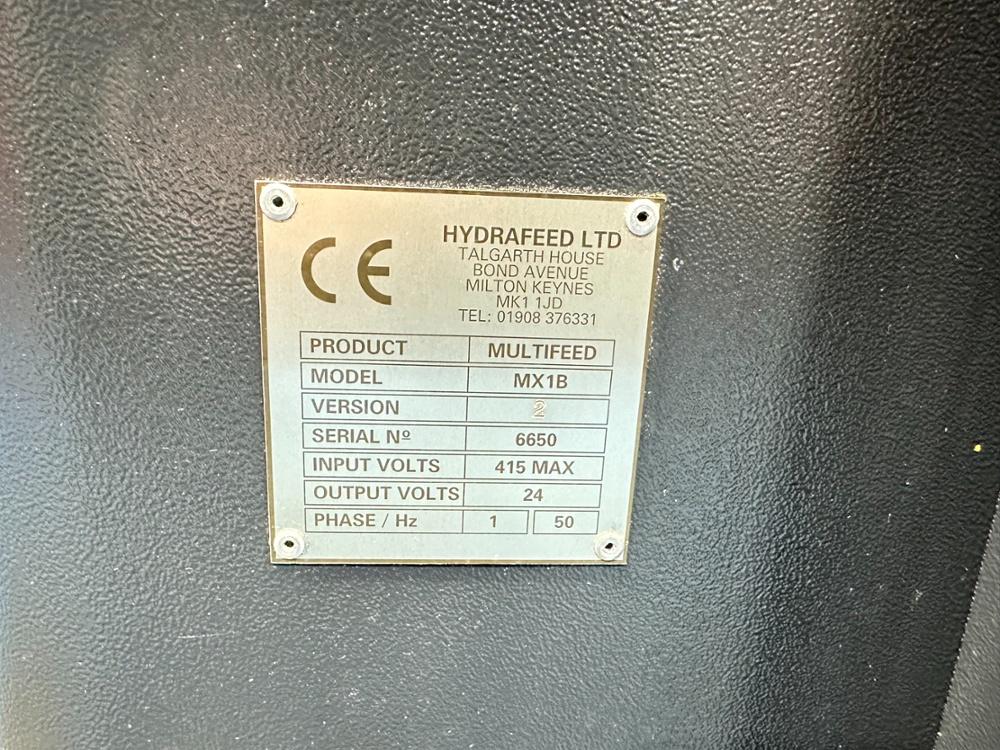 CE
HYDRAFEED LTD
TALGARTH HOUSE
BOND AVENUE
MILTON KEYNES
MK1 1JD
TEL: 01908 376331
PRODUCT MULTIFEED
MODEL MX1B
VERSION 2
SERIAL Nº 6650
INPUT VOLTS 415 MAX
OUTPUT VOLTS 24
PHASE / Hz 1 50